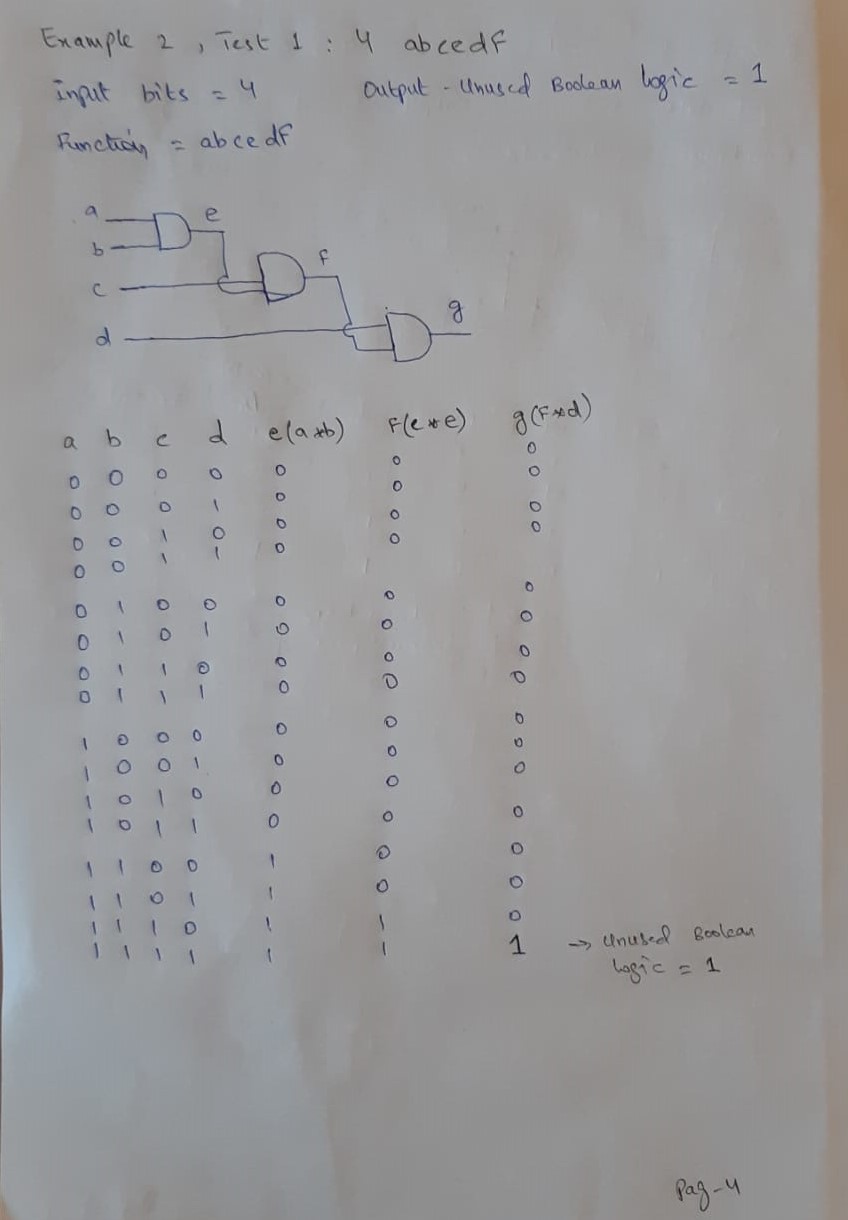 Example 2, Test 1 : 4 abcedf
input bits = 4 Output - Unused Boolean logic = 1
Function = abcedf
a e
b
f
c
g
d
a b c d e(a*b) f(c*e) g(f*d)
0 0 0 0 0 0 0
0 0 0 1 0 0 0
0 0 1 0 0 0 0
0 0 1 1 0 0 0
0 1 0 0 0 0 0
0 1 0 1 0 0 0
0 1 1 0 0 0 0
0 1 1 1 0 0 0
1 0 0 0 0 0 0
1 0 0 1 0 0 0
1 0 1 0 0 0 0
1 0 1 1 0 0 0
1 1 0 0 1 0 0
1 1 0 1 1 0 0
1 1 1 0 1 1 0
1 1 1 1 1 1 1 → Unused Boolean
logic = 1
Pag-4